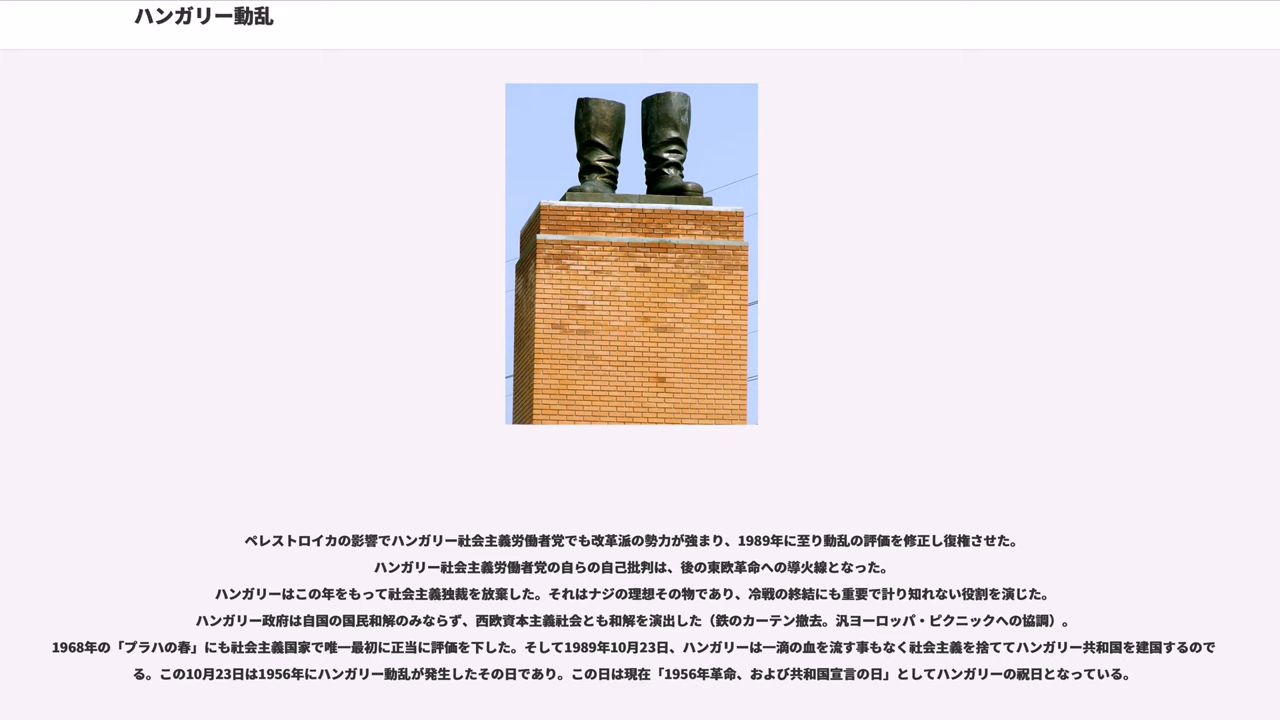 ハンガリー動乱
ペレストロイカの影響でハンガリー社会主義労働者党でも改革派の勢力が強まり、1989年に至り動乱の評価を修正し復権させた。
ハンガリー社会主義労働者党の自らの自己批判は、後の東欧革命への導火線となった。
ハンガリーはこの年をもって社会主義独裁を放棄した。それはナジの理想その物であり、冷戦の終結にも重要で計り知れない役割を演じた。
ハンガリー政府は自国の国民和解のみならず、西欧資本主義社会とも和解を演出した（鉄のカーテン撤去。汎ヨーロッパ・ピクニックへの協調）。
1968年の「プラハの春」にも社会主義国家で唯一最初に正当に評価を下した。そして1989年10月23日、ハンガリーは一滴の血を流す事もなく社会主義を捨ててハンガリー共和国を建国するので
る。この10月23日は1956年にハンガリー動乱が発生したその日であり。この日は現在「1956年革命、および共和国宣言の日」としてハンガリーの祝日となっている。